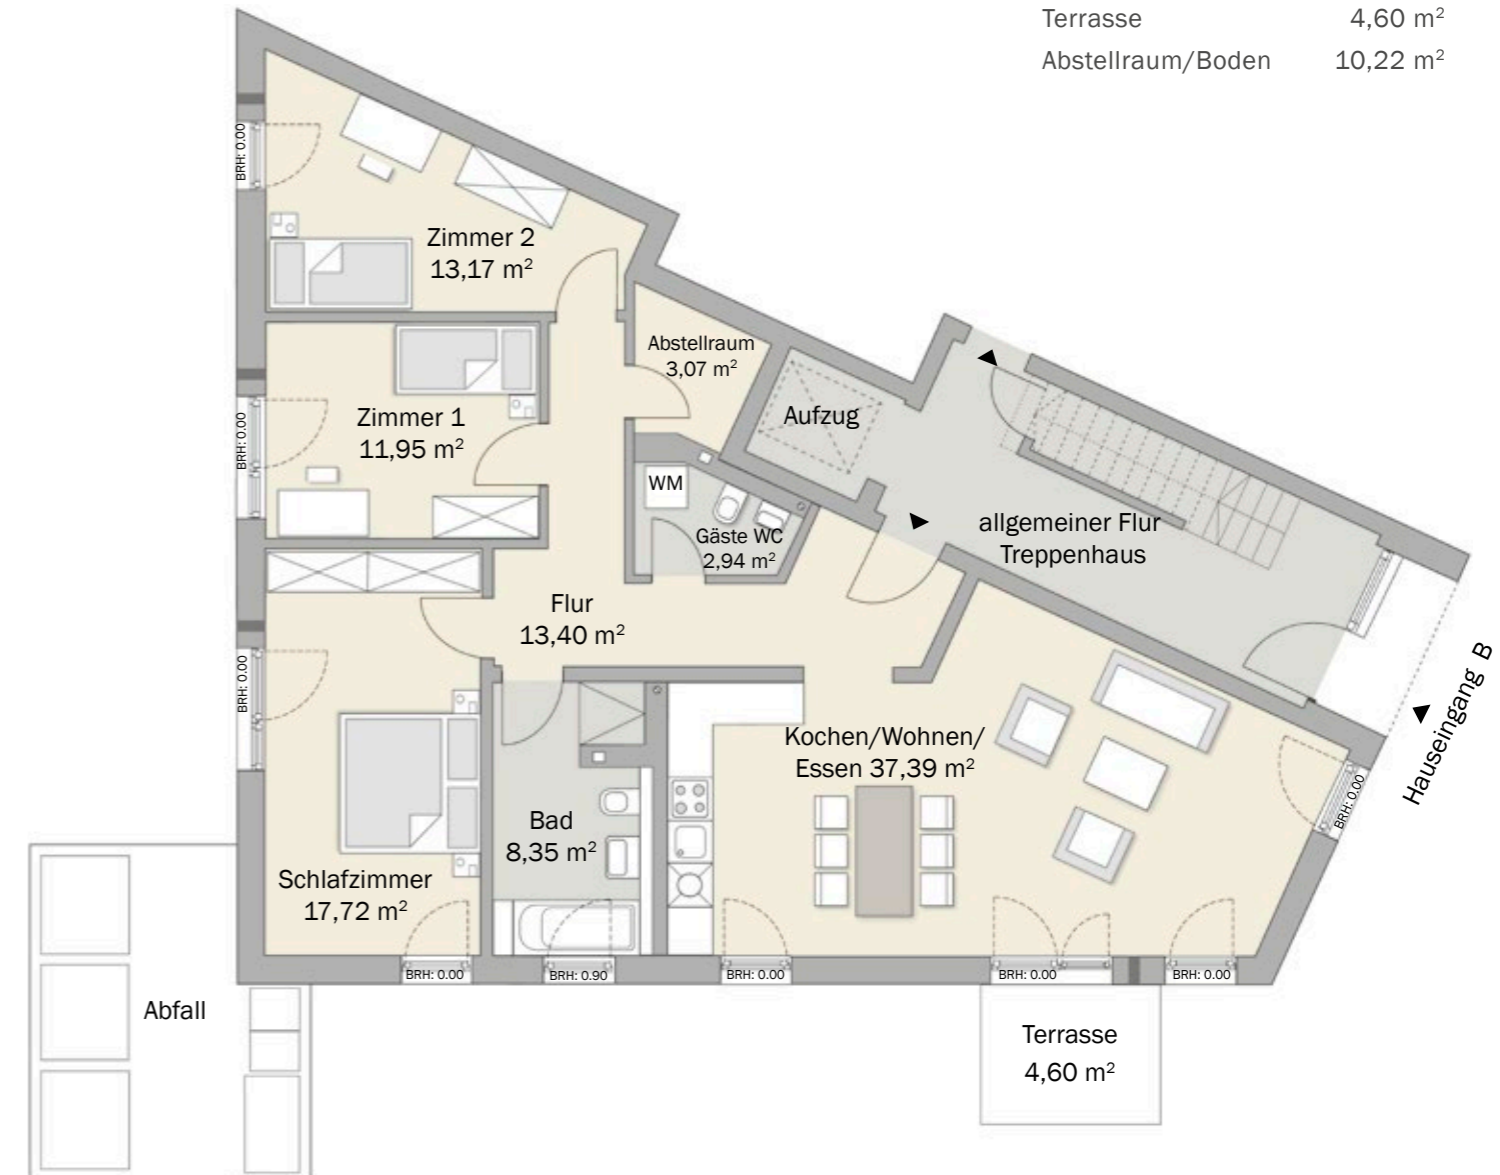 Terrasse 4,60 m²
Abstellraum/Boden 10,22 m²
BRH: 0.00
Zimmer 2
13,17 m²
Abstellraum
3,07 m²
Aufzug
Zimmer 1
11,95 m²
BRH: 0.00
WM
Gäste WC
2,94 m²
allgemeiner Flur
Treppenhaus
Flur
13,40 m²
BRH: 0.00
Hauseingang B
Kochen/Wohnen/
Essen 37,39 m²
BRH: 0.00
Bad
8,35 m²
Schlafzimmer
17,72 m²
BRH: 0.00
BRH: 0.90
BRH: 0.00
BRH: 0.00
BRH: 0.00
Abfall
Terrasse
4,60 m²